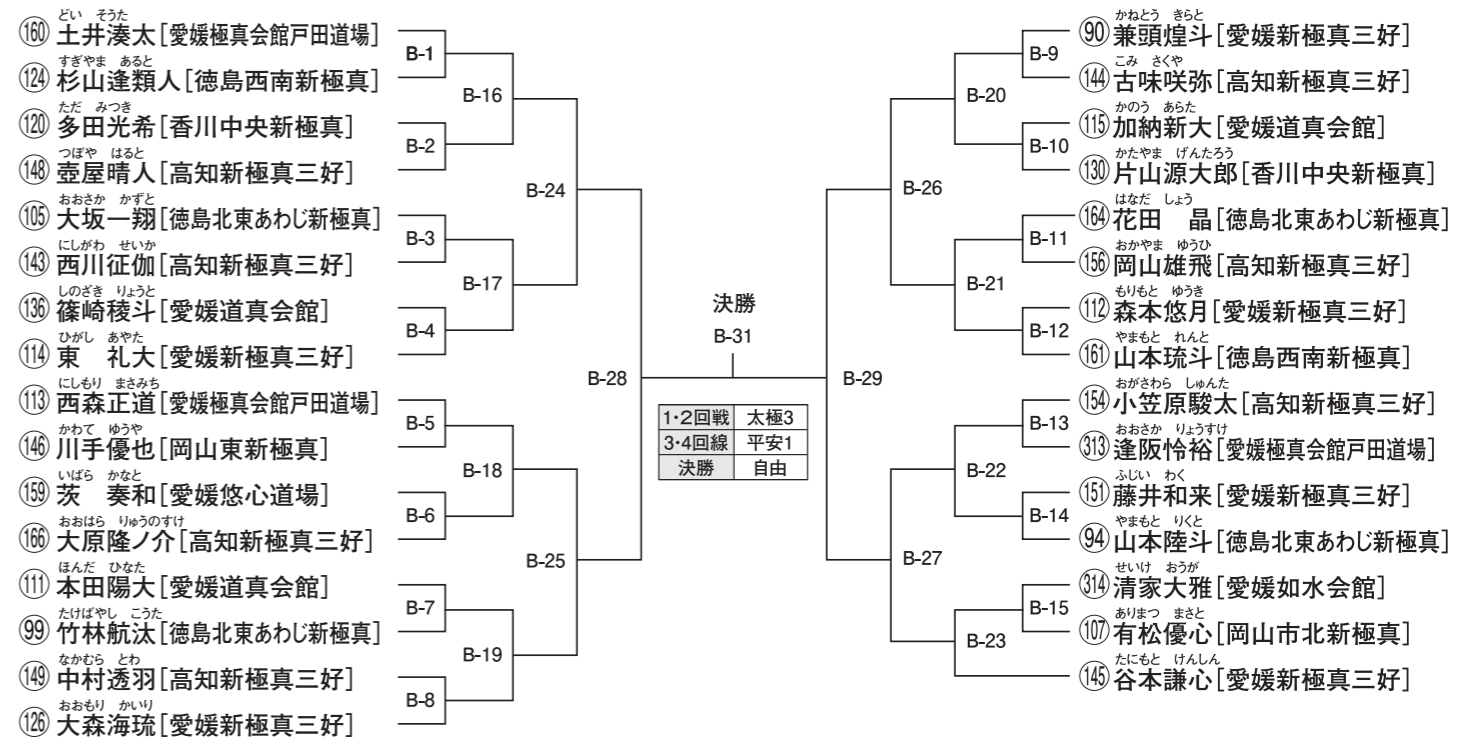 どい そうた
160 土井湊太[愛媛極真会館戸田道場]
すぎやま あると
124 杉山逢類人[徳島西南新極真]
ただ みつき
120 多田光希[香川中央新極真]
つぼや はると
148 壺屋晴人[高知新極真三好]
おおさか かずと
105 大坂一翔[徳島北東あわじ新極真]
にしがわ せいか
143 西川征伽[高知新極真三好]
しのざき りょうと
136 篠崎稜斗[愛媛道真会館]
ひがし あやた
114 東 礼大[愛媛新極真三好]
にしもり まさみち
113 西森正道[愛媛極真会館戸田道場]
かわて ゆうや
146 川手優也[岡山東新極真]
いばら かなと
159 茨 奏和[愛媛悠心道場]
おおはら りゅうのすけ
166 大原隆ノ介[高知新極真三好]
ほんだ ひなた
111 本田陽大[愛媛道真会館]
たけばやし こうた
99 竹林航汰[徳島北東あわじ新極真]
なかむら とわ
149 中村透羽[高知新極真三好]
おおもり かいり
126 大森海琉[愛媛新極真三好]
B-1
B-2
B-3
B-4
B-5
B-6
B-7
B-8
B-16
B-17
B-18
B-19
B-24
B-25
B-28
決勝
B-31
1・2回戦 太極3
3・4回線 平安1
決勝 自由
B-29
B-26
B-27
B-20
B-21
B-22
B-23
B-9
B-10
B-11
B-12
B-13
B-14
B-15
かねとう きらと
90 兼頭煌斗[愛媛新極真三好]
こみ さくや
144 古味咲弥[高知新極真三好]
かのう あらた
115 加納新大[愛媛道真会館]
かたやま げんたろう
130 片山源大郎[香川中央新極真]
はなだ しょう
164 花田 晶[徳島北東あわじ新極真]
おかやま ゆうひ
156 岡山雄飛[高知新極真三好]
もりもと ゆうき
112 森本悠月[愛媛新極真三好]
やまもと れんと
161 山本琉斗[徳島西南新極真]
おがさわら しゅんた
154 小笠原駿太[高知新極真三好]
おおさか りょうすけ
313 逢阪怜裕[愛媛極真会館戸田道場]
ふじい わく
151 藤井和来[愛媛新極真三好]
やまもと りくと
94 山本陸斗[徳島北東あわじ新極真]
せいけ おうが
314 清家大雅[愛媛如水会館]
ありまつ まさと
107 有松優心[岡山市北新極真]
たにもと けんしん
145 谷本謙心[愛媛新極真三好]